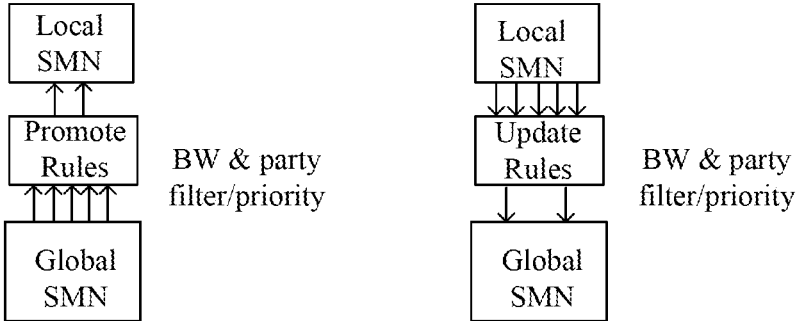 Local
SMN
Promote
Rules
BW & party
filter/priority
Global
SMN
Local
SMN
Update
Rules
BW & party
filter/priority
Global
SMN